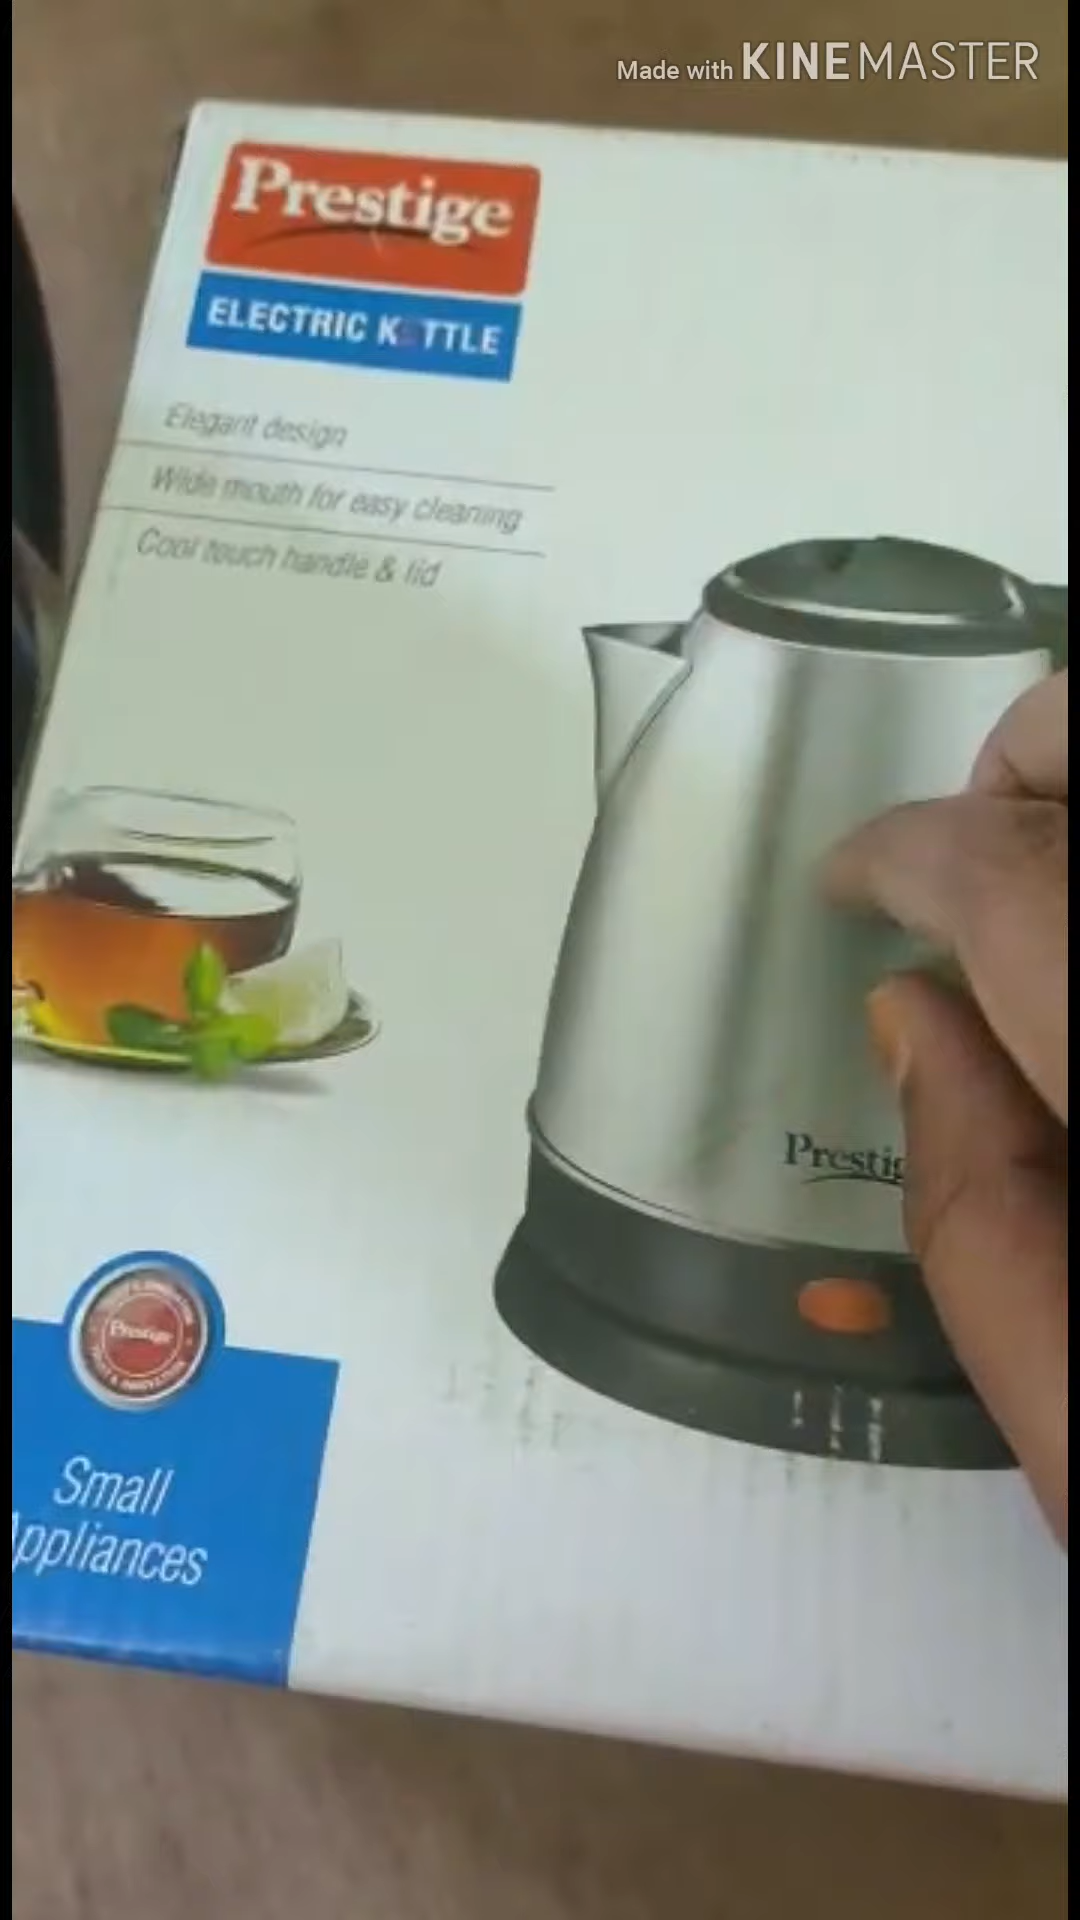 Made with KINEMASTER
Prestige
ELECTRIC KETTLE
Elegant design
Wide mouth for easy cleaning
Cool touch handle & lid
Prestig
Prestige
Small
Appliances